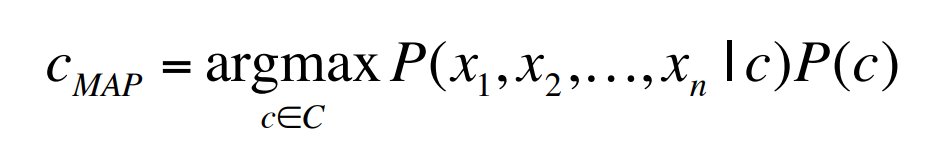 c_MAP = argmax P(x_1, x_2, …, x_n | c)P(c)
c∈C